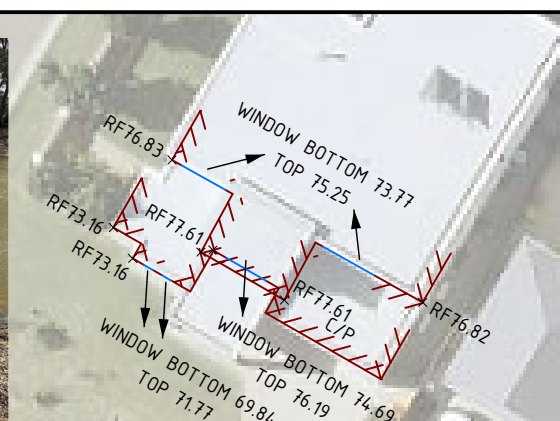 RF76.83
WINDOW BOTTOM 73.77
TOP 75.25
RF73.16
RF77.61
RF73.16
RF77.61
C/P
RF76.82
WINDOW BOTTOM 69.84
TOP 71.77
WINDOW BOTTOM 74.69
TOP 76.19